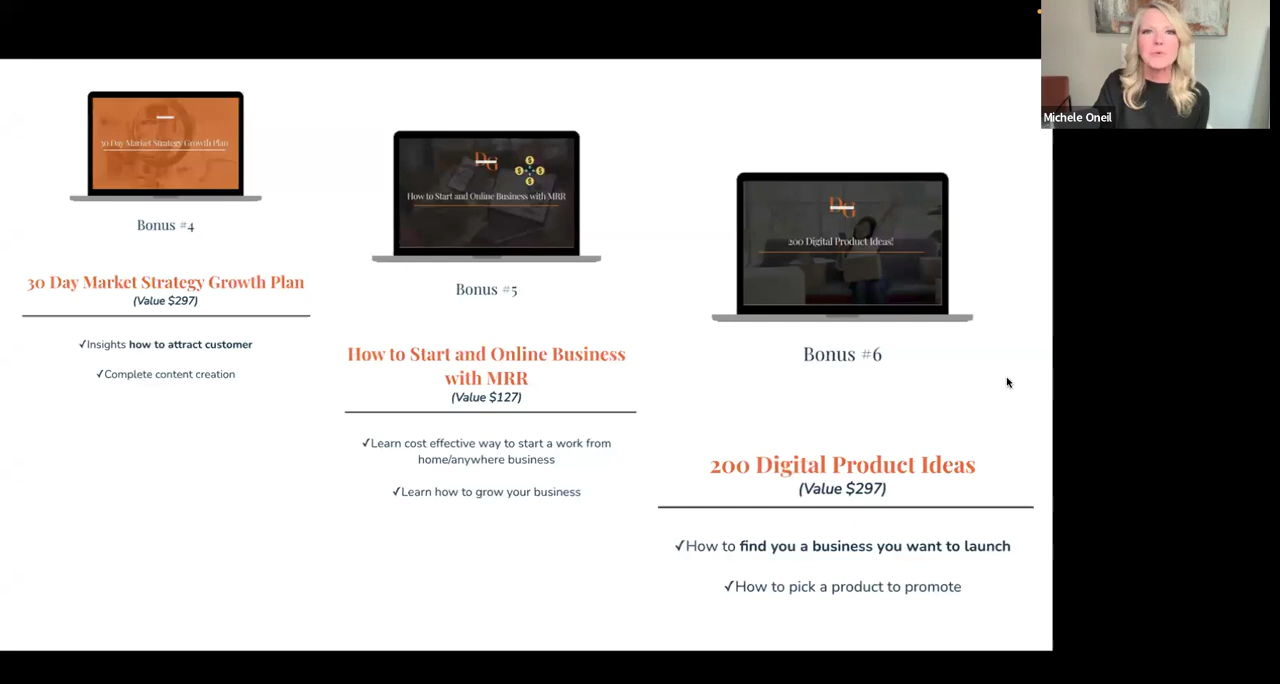 Michele Oneil
30 Day Market Strategy Growth Plan
Bonus #4
30 Day Market Strategy Growth Plan
(Value $297)
✓Insights how to attract customer
✓Complete content creation
DG
How to Start and Online Business with MRR
Bonus #5
How to Start and Online Business
with MRR
(Value $127)
✓Learn cost effective way to start a work from
home/anywhere business
✓Learn how to grow your business
DG
200 Digital Product Ideas!
Bonus #6
200 Digital Product Ideas
(Value $297)
✓How to find you a business you want to launch
✓How to pick a product to promote